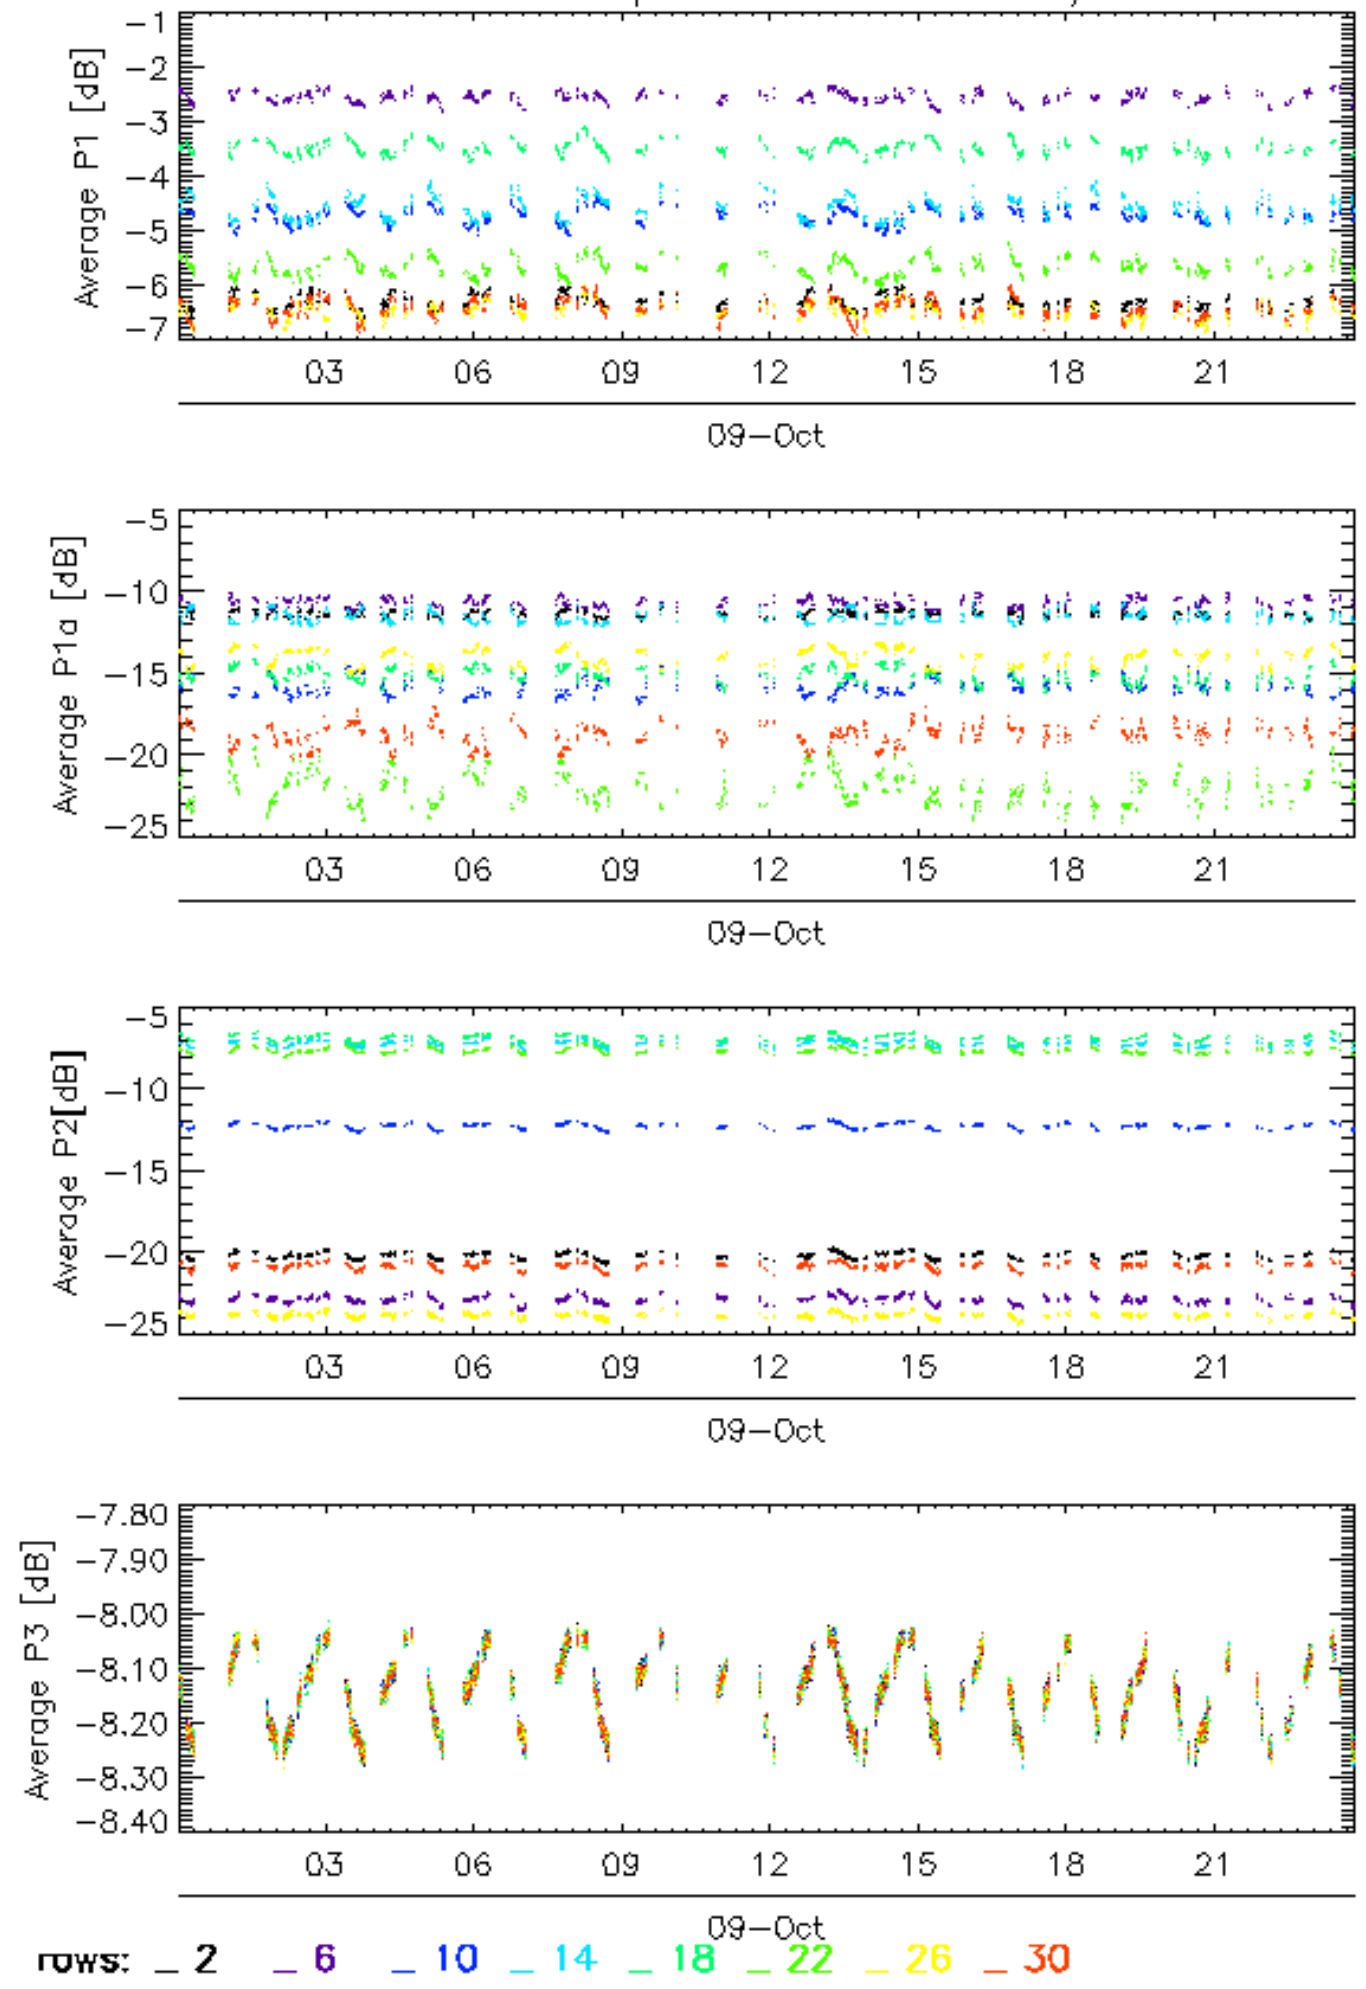 Average P1 [dB]
−1
−2
−3
−4
−5
−6
−7
03 06 09 12 15 18 21
09−Oct
Average P1a [dB]
−5
−10
−15
−20
−25
03 06 09 12 15 18 21
09−Oct
Average P2[dB]
−5
−10
−15
−20
−25
03 06 09 12 15 18 21
09−Oct
Average P3 [dB]
−7.80
−7.90
−8.00
−8.10
−8.20
−8.30
−8.40
03 06 09 12 15 18 21
09−Oct
rows: _ 2 _ 6 _ 10 _ 14 _ 18 _ 22 _ 26 _ 30